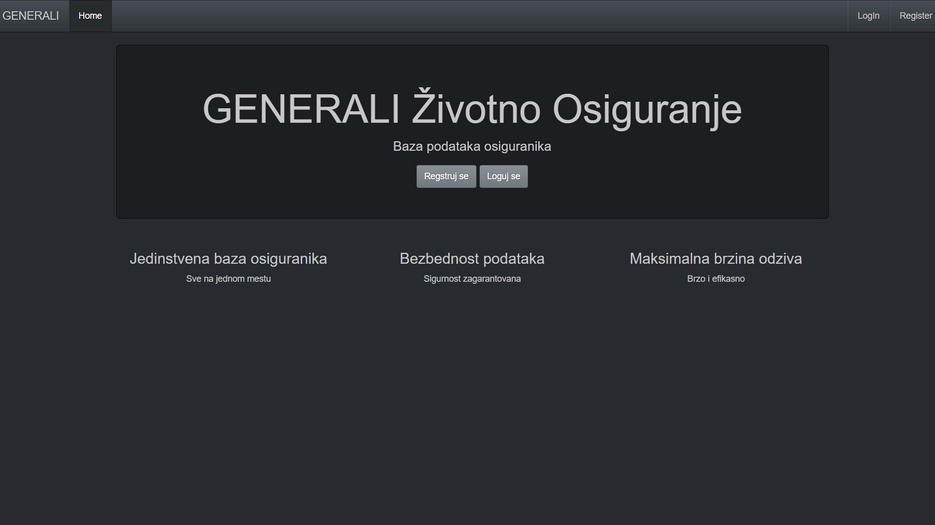 GENERALI Home LogIn Register
GENERALI Životno Osiguranje
Baza podataka osiguranika
Regstruj se Loguj se
Jedinstvena baza osiguranika Bezbednost podataka Maksimalna brzina odziva
Sve na jednom mestu Sigurnost zagarantovana Brzo i efikasno